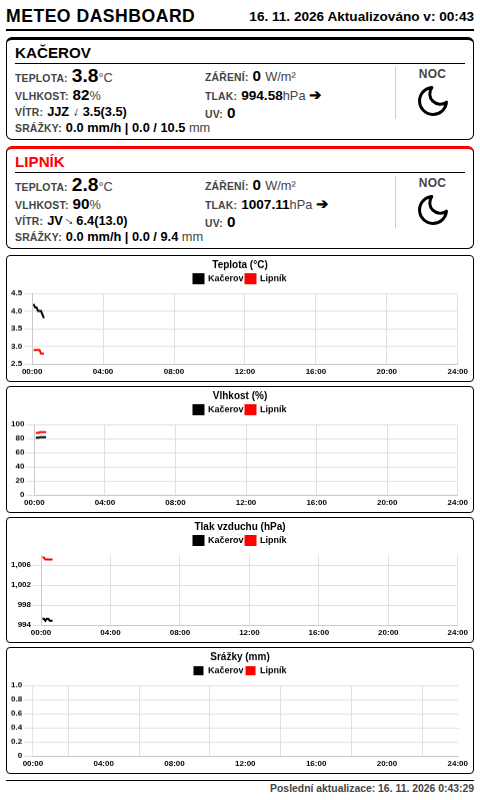 METEO DASHBOARD
16. 11. 2026 Aktualizováno v: 00:43
KAČEROV
TEPLOTA: 3.8°C
ZÁŘENÍ: 0 W/m²
NOC
VLHKOST: 82%
TLAK: 994.58hPa ➔
VÍTR: JJZ ↓ 3.5(3.5)
UV: 0
SRÁŽKY: 0.0 mm/h | 0.0 / 10.5 mm
LIPNÍK
TEPLOTA: 2.8°C
ZÁŘENÍ: 0 W/m²
NOC
VLHKOST: 90%
TLAK: 1007.11hPa ➔
VÍTR: JV → 6.4(13.0)
UV: 0
SRÁŽKY: 0.0 mm/h | 0.0 / 9.4 mm
Teplota (°C)
Kačerov Lipník
4.5
4.0
3.5
3.0
2.5
00:00 04:00 08:00 12:00 16:00 20:00 24:00
Vlhkost (%)
Kačerov Lipník
100
80
60
40
20
0
00:00 04:00 08:00 12:00 16:00 20:00 24:00
Tlak vzduchu (hPa)
Kačerov Lipník
1,006
1,002
998
994
00:00 04:00 08:00 12:00 16:00 20:00 24:00
Srážky (mm)
Kačerov Lipník
1.0
0.8
0.6
0.4
0.2
0
00:00 04:00 08:00 12:00 16:00 20:00 24:00
Poslední aktualizace: 16. 11. 2026 0:43:29